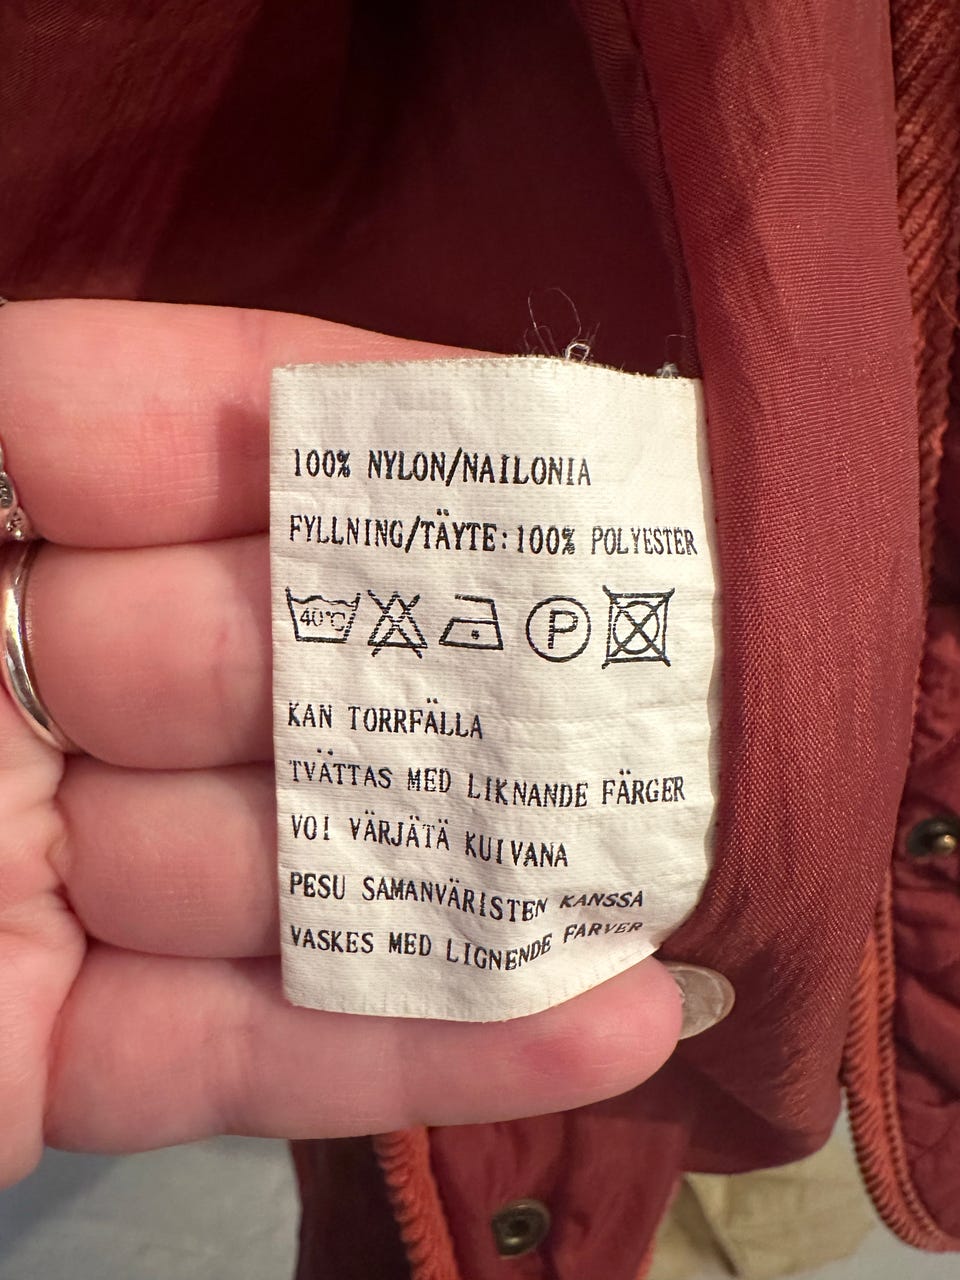 100% NYLON/NAILONIA
FYLLNING/TÄYTE:100% POLYESTER
40°C P
KAN TORRFÄLLA
TVÄTTAS MED LIKNANDE FÄRGER
VOI VÄRJÄTÄ KUIVANA
PESU SAMANVÄRISTEN KANSSA
VASKES MED LIGNENDE FARVER